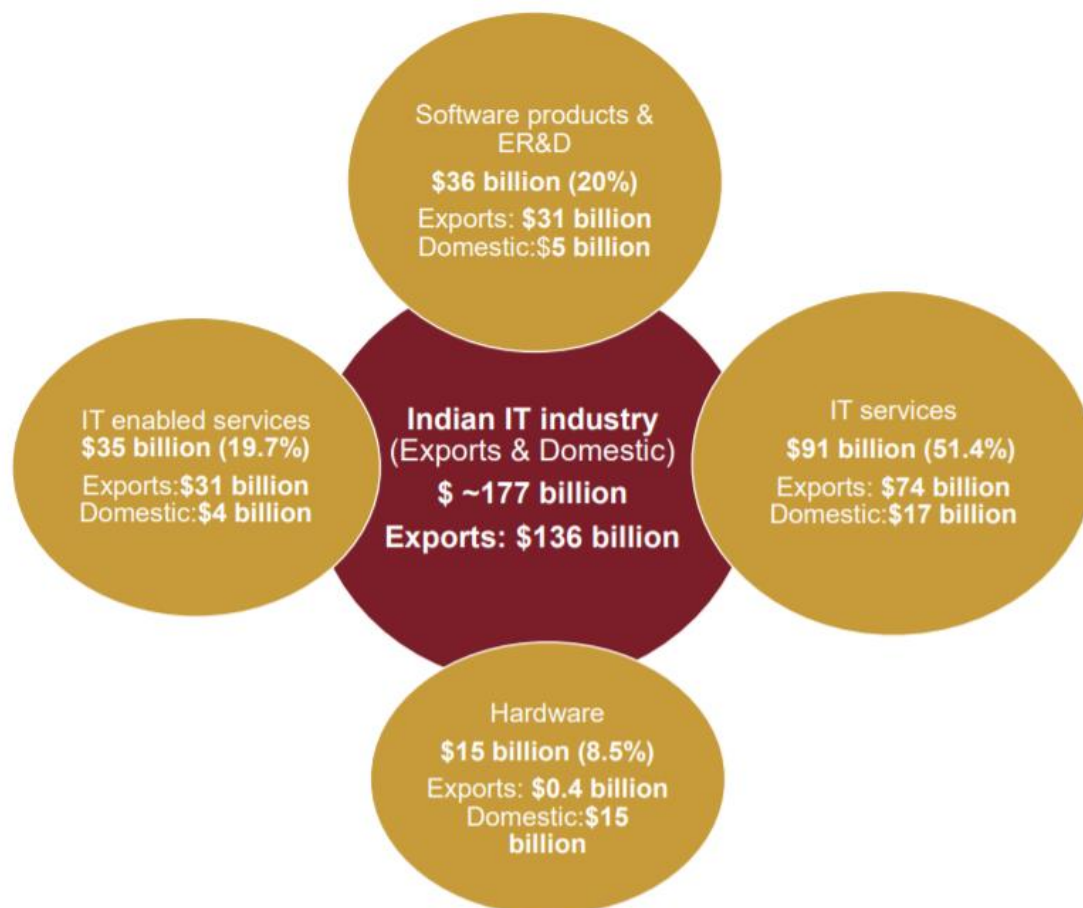 Software products &
ER&D
$36 billion (20%)
Exports: $31 billion
Domestic:$5 billion
IT enabled services
$35 billion (19.7%)
Exports:$31 billion
Domestic:$4 billion
Indian IT industry
(Exports & Domestic)
$ ~177 billion
Exports: $136 billion
IT services
$91 billion (51.4%)
Exports: $74 billion
Domestic:$17 billion
Hardware
$15 billion (8.5%)
Exports: $0.4 billion
Domestic:$15
billion